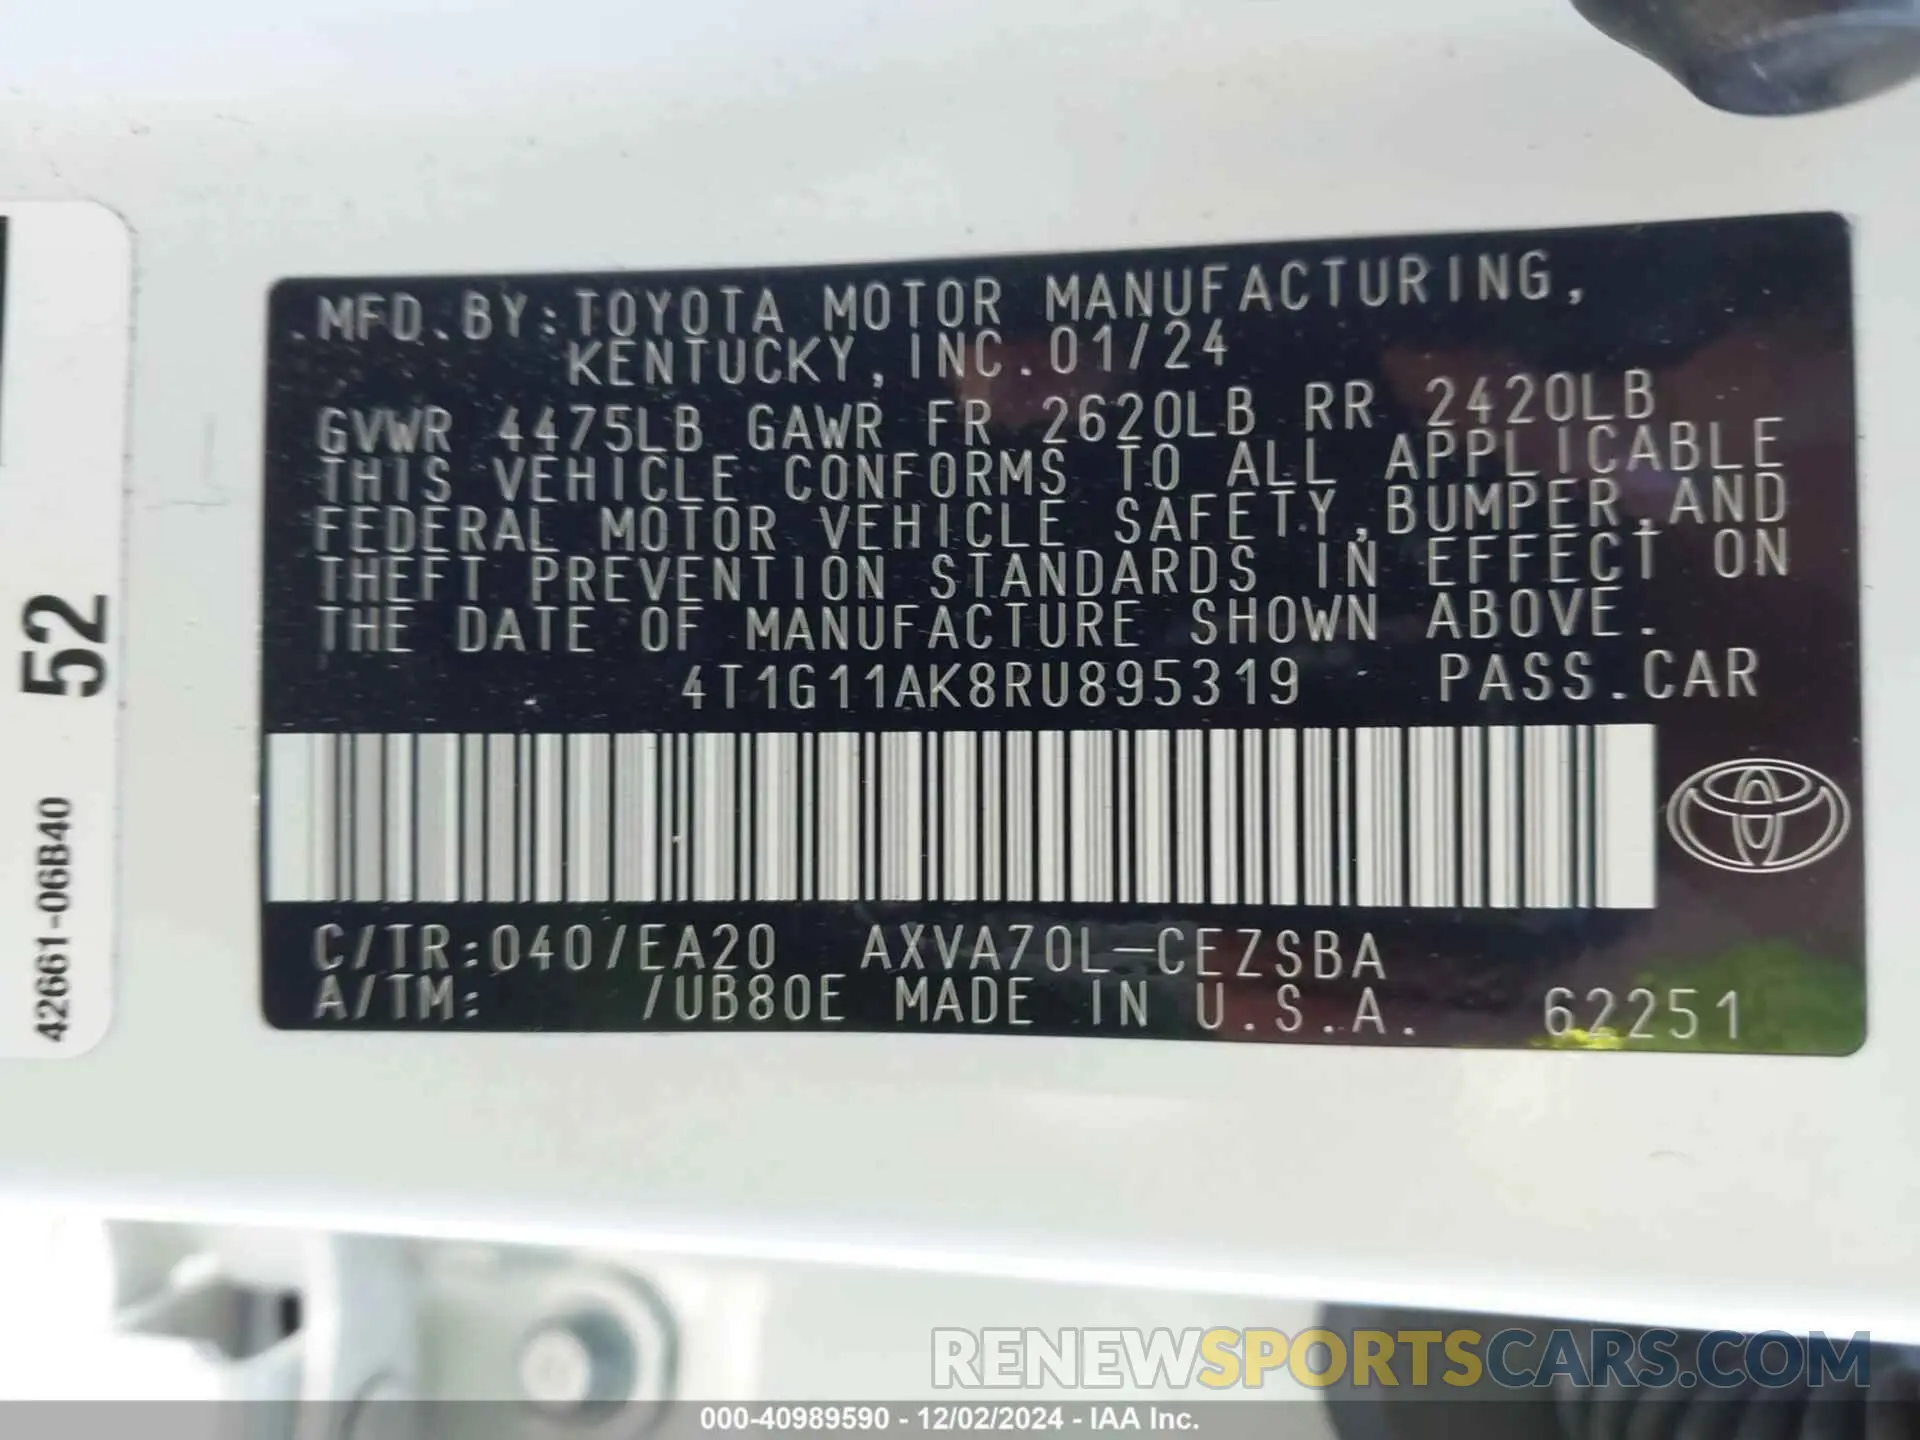 MFD.BY:TOYOTA MOTOR MANUFACTURING,
KENTUCKY,INC.01/24
GVWR 4475LB GAWR FR 2620LB RR 2420LB
THIS VEHICLE CONFORMS TO ALL APPLICABLE
FEDERAL MOTOR VEHICLE SAFETY,BUMPER,AND
THEFT PREVENTION STANDARDS IN EFFECT ON
THE DATE OF MANUFACTURE SHOWN ABOVE.
4T1G11AK8RU895319 PASS.CAR
C/TR:040/EA20 AXVA70L-CEZSBA
A/TM: /UB80E MADE IN U.S.A. 62251
52
42661-06B40
RENEWSPORTSCARS.COM
000-40989590 - 12/02/2024 - IAA Inc.